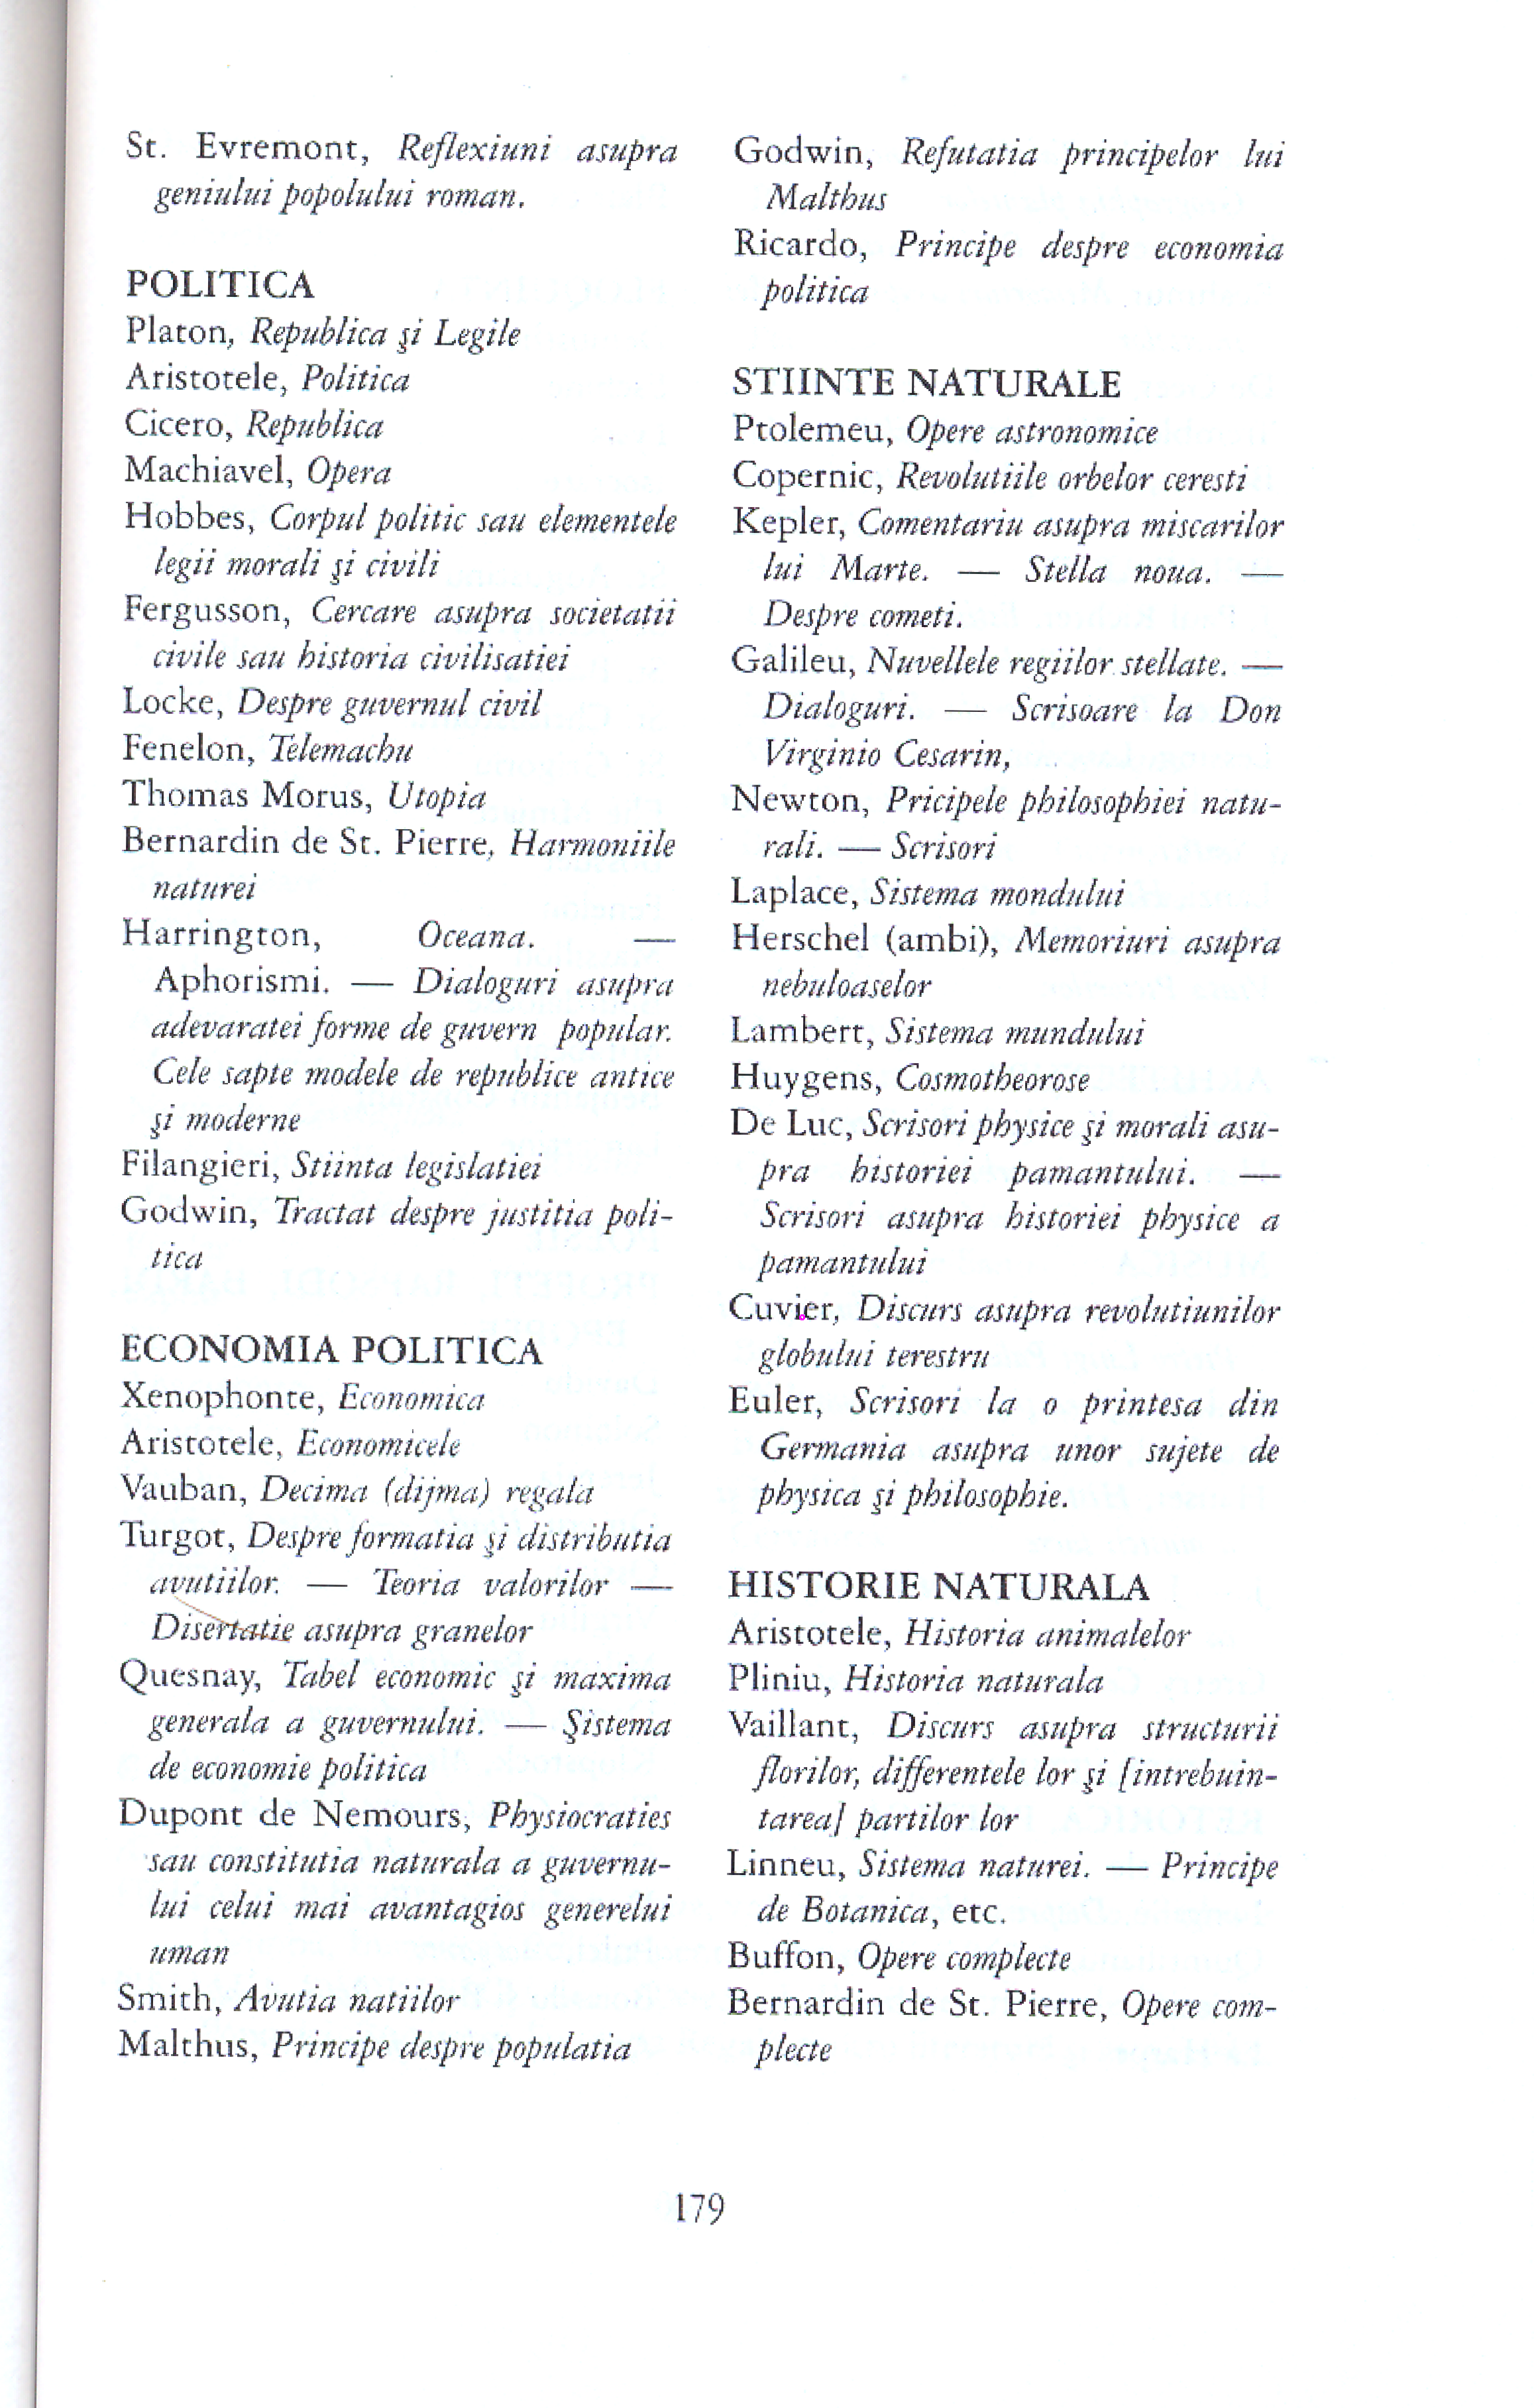 St. Evremont, Reflexiuni asupra
geniului popolului roman.
POLITICA
Platon, Republica şi Legile
Aristotele, Politica
Cicero, Republica
Machiavel, Opera
Hobbes, Corpul politic sau elementele
legii morali şi civili
Fergusson, Cercare asupra societatii
civile sau historia civilisatiei
Locke, Despre guvernul civil
Fenelon, Telemachu
Thomas Morus, Utopia
Bernardin de St. Pierre, Harmoniile
naturei
Harrington, Oceana. —
Aphorismi. — Dialoguri asupra
adevaratei forme de guvern popular.
Cele sapte modele de republice antice
şi moderne
Filangieri, Stiinta legislatiei
Godwin, Tractat despre justitia poli-
tica
ECONOMIA POLITICA
Xenophonte, Economica
Aristotele, Economicele
Vauban, Decima (dijma) regala
Turgot, Despre formatia şi distributia
avutiilor. — Teoria valorilor —
Disertatie asupra granelor
Quesnay, Tabel economic şi maxima
generala a guvernului. — Şistema
de economie politica
Dupont de Nemours, Physiocraties
sau constitutia naturala a guvernu-
lui celui mai avantagios generelui
uman
Smith, Avutia natiilor
Malthus, Principe despre populatia
Godwin, Refutatia principelor lui
Malthus
Ricardo, Principe despre economia
politica
STIINTE NATURALE
Ptolemeu, Opere astronomice
Copernic, Revolutiile orbelor ceresti
Kepler, Comentariu asupra miscarilor
lui Marte. — Stella noua. —
Despre cometi.
Galileu, Nuvellele regiilor stellate. —
Dialoguri. — Scrisoare la Don
Virginio Cesarin,
Newton, Pricipele philosophiei natu-
rali. — Scrisori
Laplace, Sistema mondului
Herschel (ambi), Memoriuri asupra
nebuloaselor
Lambert, Sistema mundului
Huygens, Cosmotheorose
De Luc, Scrisori physice şi morali asu-
pra historiei pamantului. —
Scrisori asupra historiei physice a
pamantului
Cuvier, Discurs asupra revolutiunilor
globului terestru
Euler, Scrisori la o printesa din
Germania asupra unor sujete de
physica şi philosophie.
HISTORIE NATURALA
Aristotele, Historia animalelor
Pliniu, Historia naturala
Vaillant, Discurs asupra structurii
florilor, differentele lor şi [intrebuin-
tarea] partilor lor
Linneu, Sistema naturei. — Principe
de Botanica, etc.
Buffon, Opere complecte
Bernardin de St. Pierre, Opere com-
plecte
179